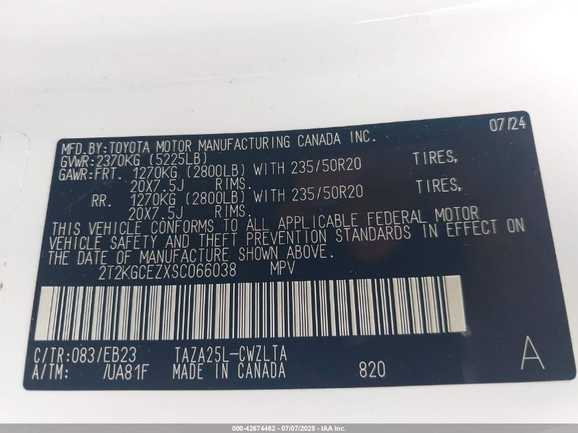 MFD.BY:TOYOTA MOTOR MANUFACTURING CANADA INC. 07/24
GVWR:2370KG (5225LB)
GAWR:FRT. 1270KG (2800LB) WITH 235/50R20 TIRES,
20X7.5J RIMS.
RR. 1270KG (2800LB) WITH 235/50R20 TIRES,
20X7.5J RIMS.
THIS VEHICLE CONFORMS TO ALL APPLICABLE FEDERAL MOTOR
VEHICLE SAFETY AND THEFT PREVENTION STANDARDS IN EFFECT ON
THE DATE OF MANUFACTURE SHOWN ABOVE.
2T2KGCEZXSC066038 MPV
C/TR:083/EB23 TAZA25L-CWZLTA
A/TM: /UA81F MADE IN CANADA 820 A
000-42674462 - 07/07/2025 - IAA Inc.